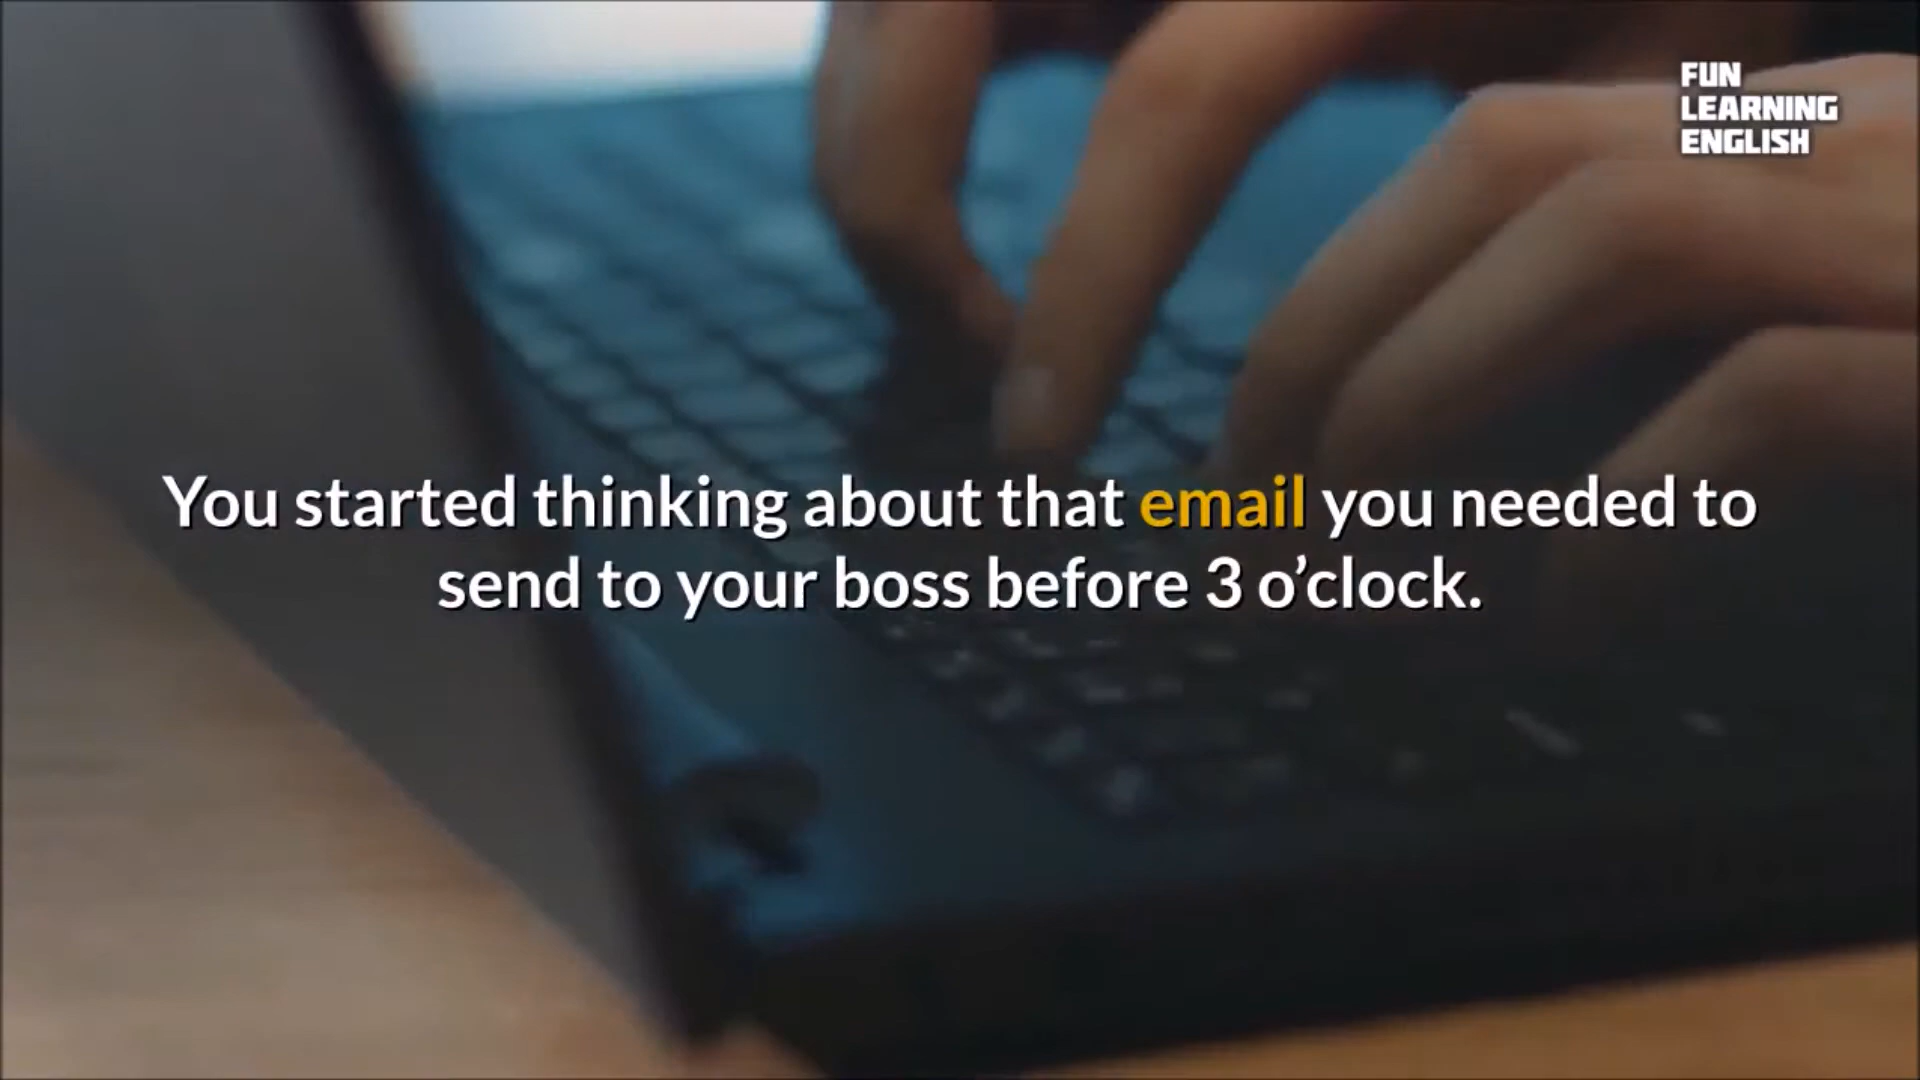 FUN
LEARNING
ENGLISH
You started thinking about that email you needed to
send to your boss before 3 o’clock.